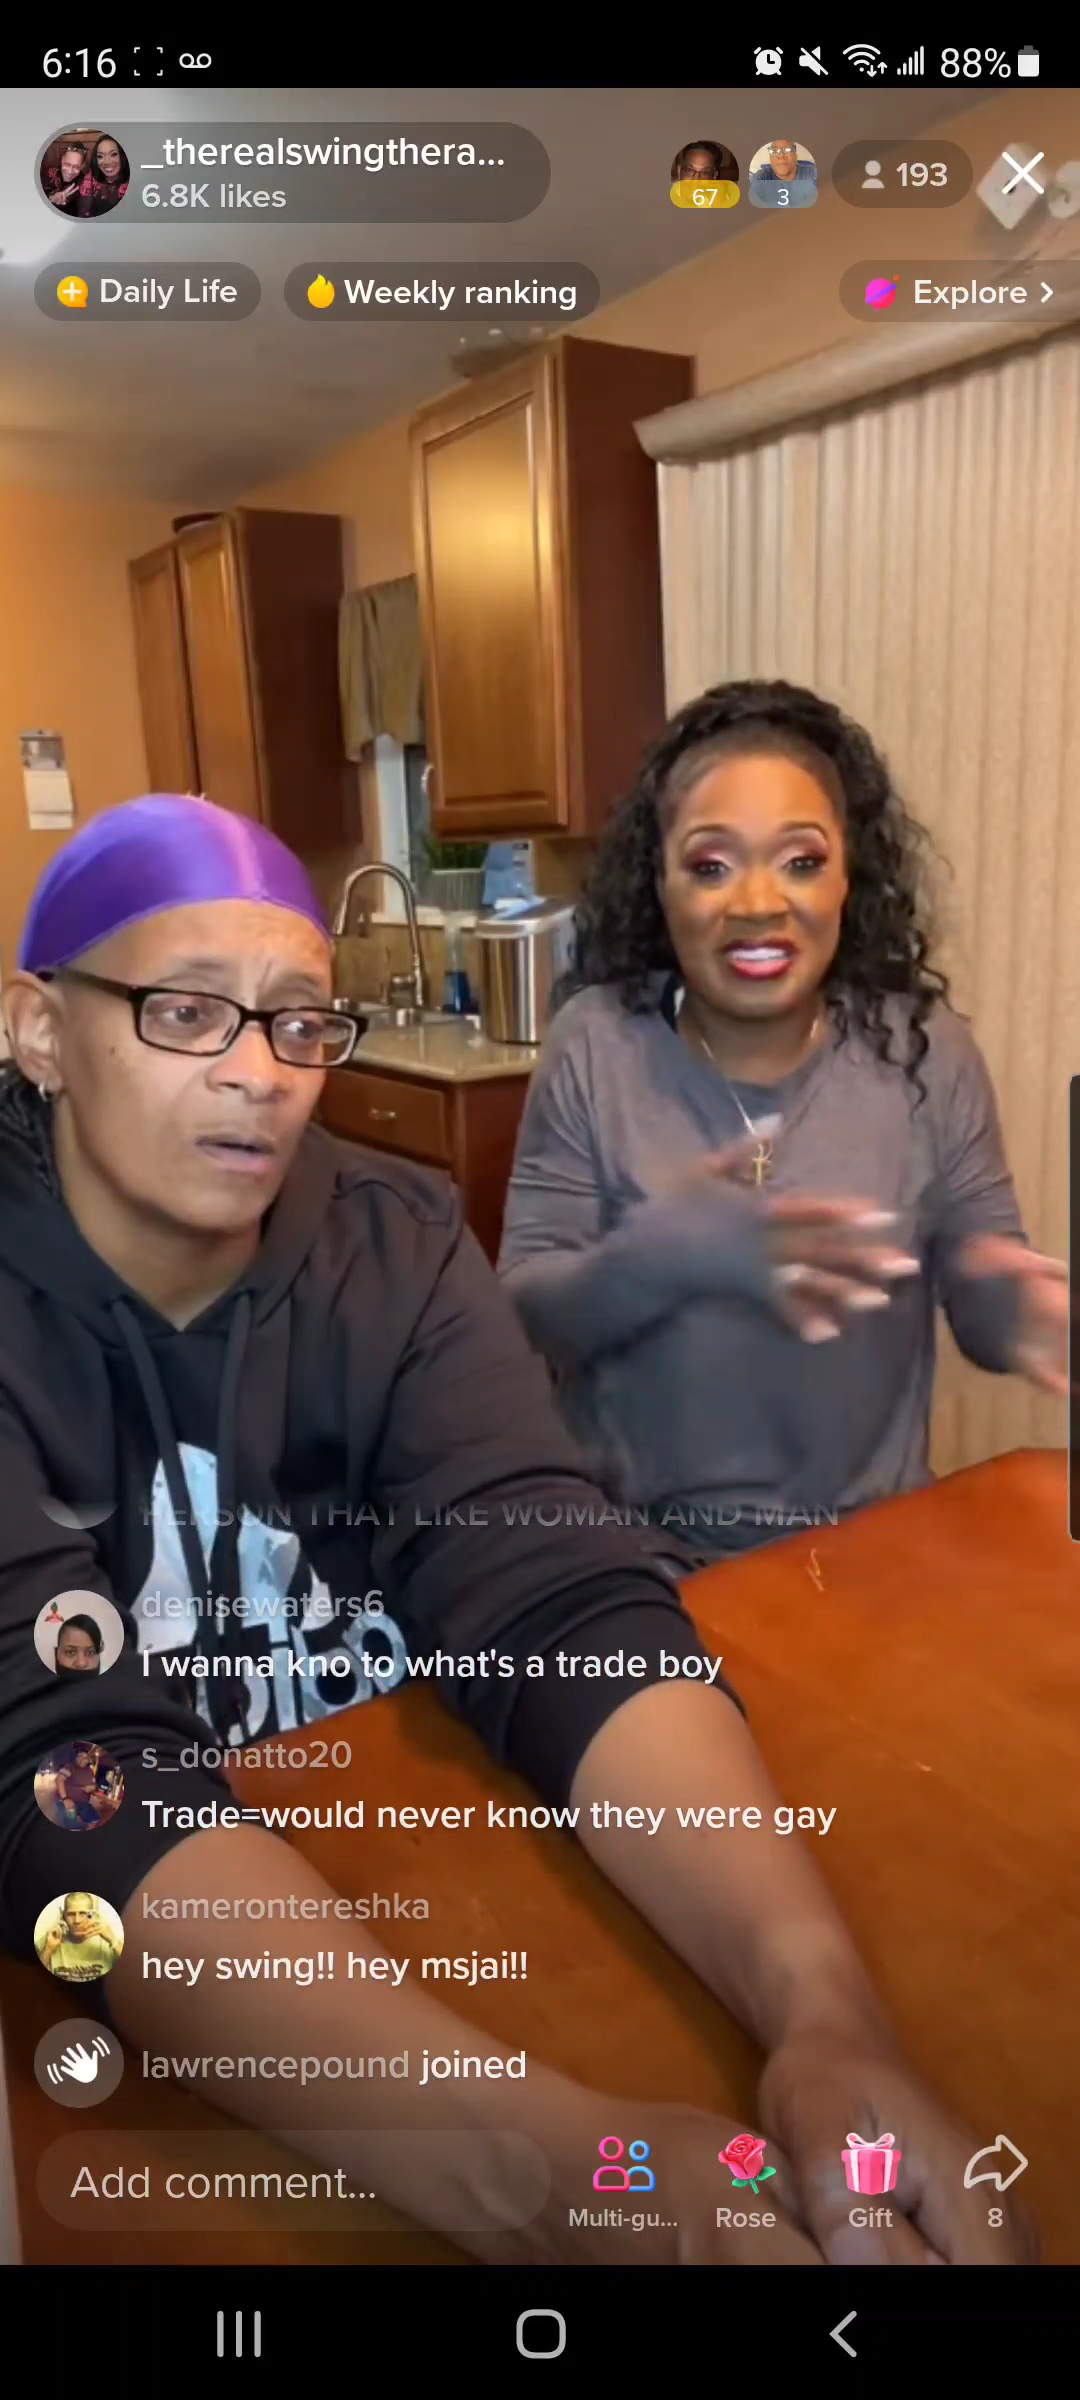 6:16
88%
_therealswingthera...
6.8K likes
67
3
193
Daily Life
Weekly ranking
Explore
PERSON THAT LIKE WOMAN AND MAN
denisewaters6
I wanna kno to what's a trade boy
s_donatto20
Trade=would never know they were gay
kamerontereshka
hey swing!! hey msjai!!
lawrencepound joined
Add comment...
Multi-gu...
Rose
Gift
8